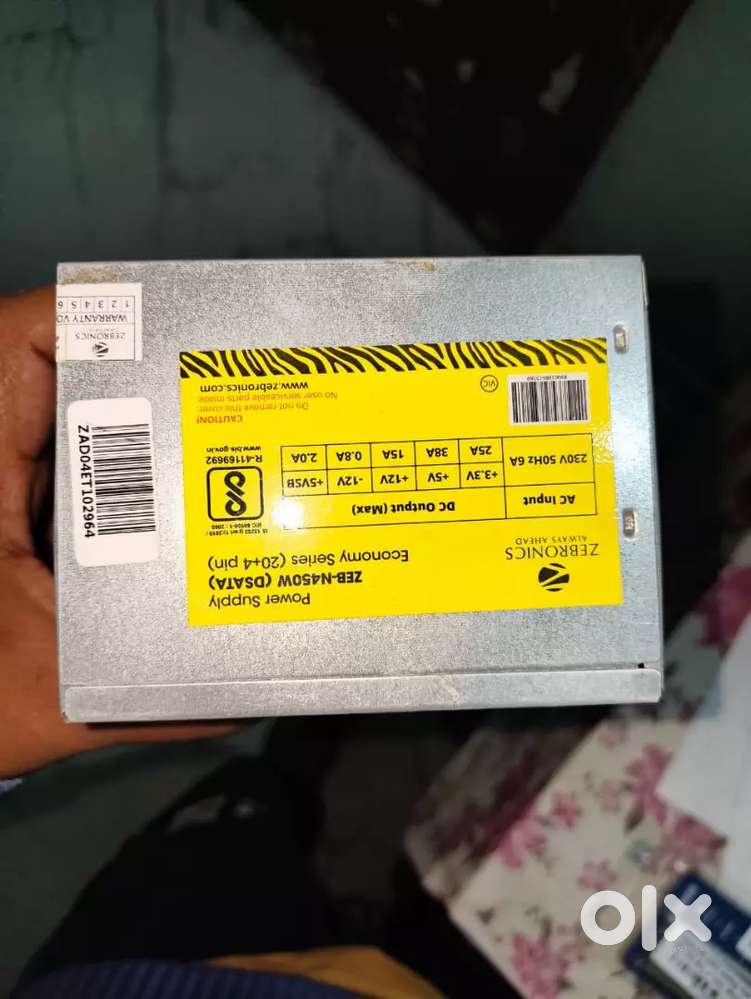 Power Supply
ZEB-N450W (DSATA)
Economy Series (20+4 pin)
ZEBRONICS
ALWAYS AHEAD
AC Input
DC Output (Max)
230V 50Hz 6A
+3.3V +5V +12V -12V +5VSB
25A 38A 15A 0.8A 2.0A
R-41169692
www.bis.gov.in
CAUTION!
Do not remove this cover.
No user serviceable parts inside
www.zebronics.com
VIC
ZAD04ET102964
ZEBRONICS
WARRANTY VO
1 2 3 4 5 6
olx